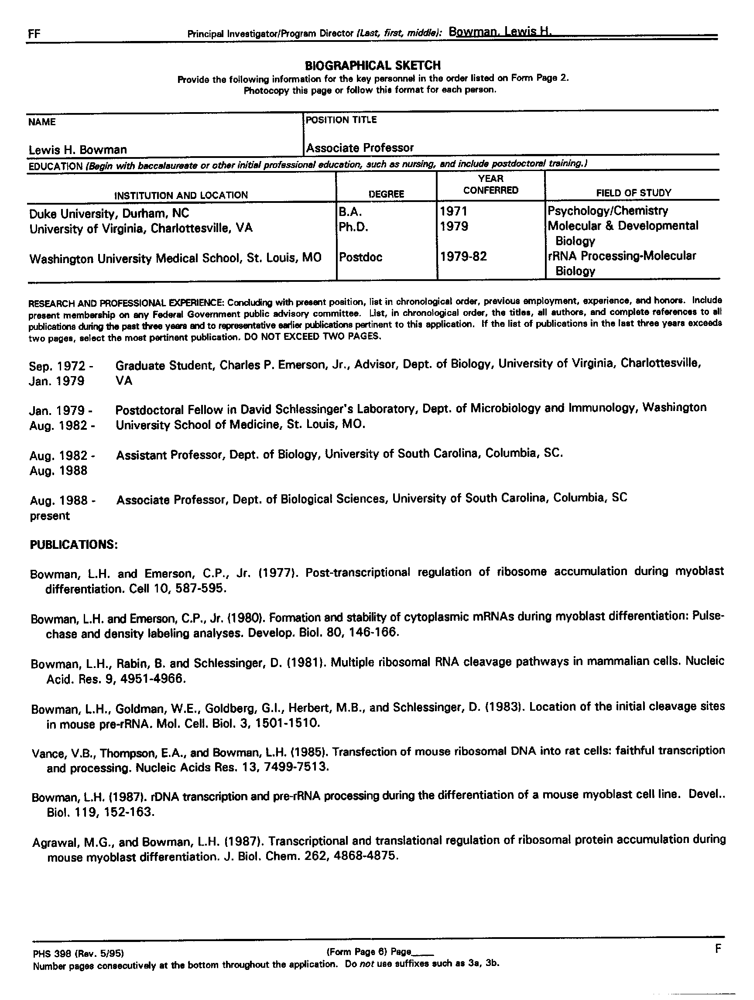 FF Principal Investigator/Program Director (Last, first, middle): Bowman, Lewis H.
BIOGRAPHICAL SKETCH
Provide the following information for the key personnel in the order listed on Form Page 2.
Photocopy this page or follow this format for each person.
NAME POSITION TITLE
Lewis H. Bowman Associate Professor
EDUCATION (Begin with baccalaureate or other initial professional education, such as nursing, and include postdoctoral training.)
INSTITUTION AND LOCATION DEGREE YEAR CONFERRED FIELD OF STUDY
Duke University, Durham, NC B.A. 1971 Psychology/Chemistry
University of Virginia, Charlottesville, VA Ph.D. 1979 Molecular & Developmental
Biology
Washington University Medical School, St. Louis, MO Postdoc 1979-82 rRNA Processing-Molecular
Biology
RESEARCH AND PROFESSIONAL EXPERIENCE: Concluding with present position, list in chronological order, previous employment, experience, and honors. Include
present membership on any Federal Government public advisory committee. List, in chronological order, the titles, all authors, and complete references to all
publications during the past three years and to representative earlier publications pertinent to this application. If the list of publications in the last three years exceeds
two pages, select the most pertinent publication. DO NOT EXCEED TWO PAGES.
Sep. 1972 - Graduate Student, Charles P. Emerson, Jr., Advisor, Dept. of Biology, University of Virginia, Charlottesville,
Jan. 1979 VA
Jan. 1979 - Postdoctoral Fellow in David Schlessinger's Laboratory, Dept. of Microbiology and Immunology, Washington
Aug. 1982 - University School of Medicine, St. Louis, MO.
Aug. 1982 - Assistant Professor, Dept. of Biology, University of South Carolina, Columbia, SC.
Aug. 1988
Aug. 1988 - Associate Professor, Dept. of Biological Sciences, University of South Carolina, Columbia, SC
present
PUBLICATIONS:
Bowman, L.H. and Emerson, C.P., Jr. (1977). Post-transcriptional regulation of ribosome accumulation during myoblast
differentiation. Cell 10, 587-595.
Bowman, L.H. and Emerson, C.P., Jr. (1980). Formation and stability of cytoplasmic mRNAs during myoblast differentiation: Pulse-
chase and density labeling analyses. Develop. Biol. 80, 146-166.
Bowman, L.H., Rabin, B. and Schlessinger, D. (1981). Multiple ribosomal RNA cleavage pathways in mammalian cells. Nucleic
Acid. Res. 9, 4951-4966.
Bowman, L.H., Goldman, W.E., Goldberg, G.I., Herbert, M.B., and Schlessinger, D. (1983). Location of the initial cleavage sites
in mouse pre-rRNA. Mol. Cell. Biol. 3, 1501-1510.
Vance, V.B., Thompson, E.A., and Bowman, L.H. (1985). Transfection of mouse ribosomal DNA into rat cells: faithful transcription
and processing. Nucleic Acids Res. 13, 7499-7513.
Bowman, L.H. (1987). rDNA transcription and pre-rRNA processing during the differentiation of a mouse myoblast cell line. Devel..
Biol. 119, 152-163.
Agrawal, M.G., and Bowman, L.H. (1987). Transcriptional and translational regulation of ribosomal protein accumulation during
mouse myoblast differentiation. J. Biol. Chem. 262, 4868-4875.
PHS 398 (Rev. 5/95) (Form Page 6) Page____ F
Number pages consecutively at the bottom throughout the application. Do not use suffixes such as 3a, 3b.